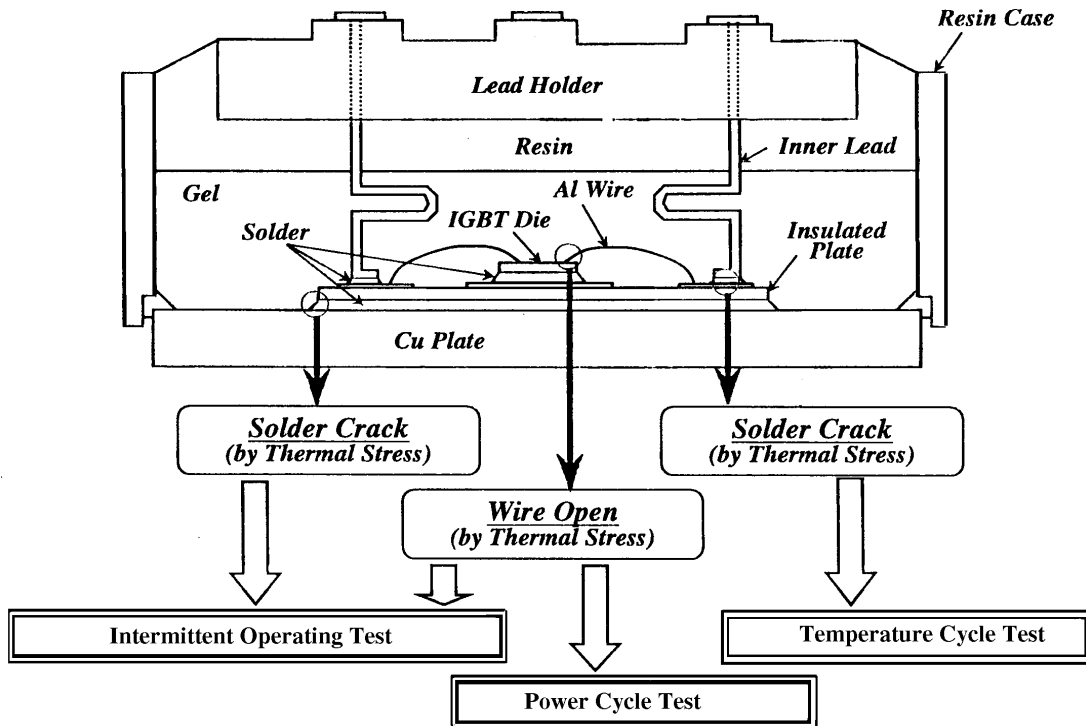 Resin Case
Lead Holder
Resin
Inner Lead
Gel
Al Wire
IGBT Die
Solder
Insulated
Plate
Cu Plate
Solder Crack
(by Thermal Stress)
Solder Crack
(by Thermal Stress)
Wire Open
(by Thermal Stress)
Intermittent Operating Test
Temperature Cycle Test
Power Cycle Test